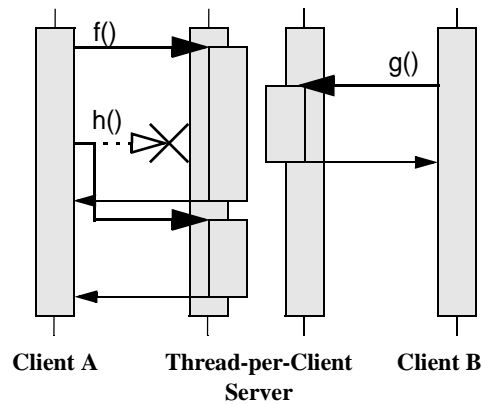 f()
g()
h()
Client A
Thread-per-Client
Server
Client B